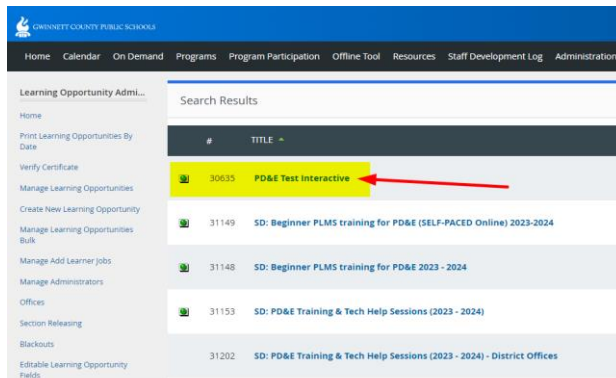 GWINNETT COUNTY PUBLIC SCHOOLS
Home Calendar On Demand Programs Program Participation Offline Tool Resources Staff Development Log Administration
Learning Opportunity Admi...
Home
Print Learning Opportunities By
Date
Verify Certificate
Manage Learning Opportunities
Create New Learning Opportunity
Manage Learning Opportunities
Bulk
Manage Add Learner Jobs
Manage Administrators
Offices
Section Releasing
Blackouts
Editable Learning Opportunity
Fields
Search Results
# TITLE
30635 PD&E Test Interactive
31149 SD: Beginner PLMS training for PD&E (SELF-PACED Online) 2023-2024
31148 SD: Beginner PLMS training for PD&E 2023 - 2024
31153 SD: PD&E Training & Tech Help Sessions (2023 - 2024)
31202 SD: PD&E Training & Tech Help Sessions (2023 - 2024) - District Offices